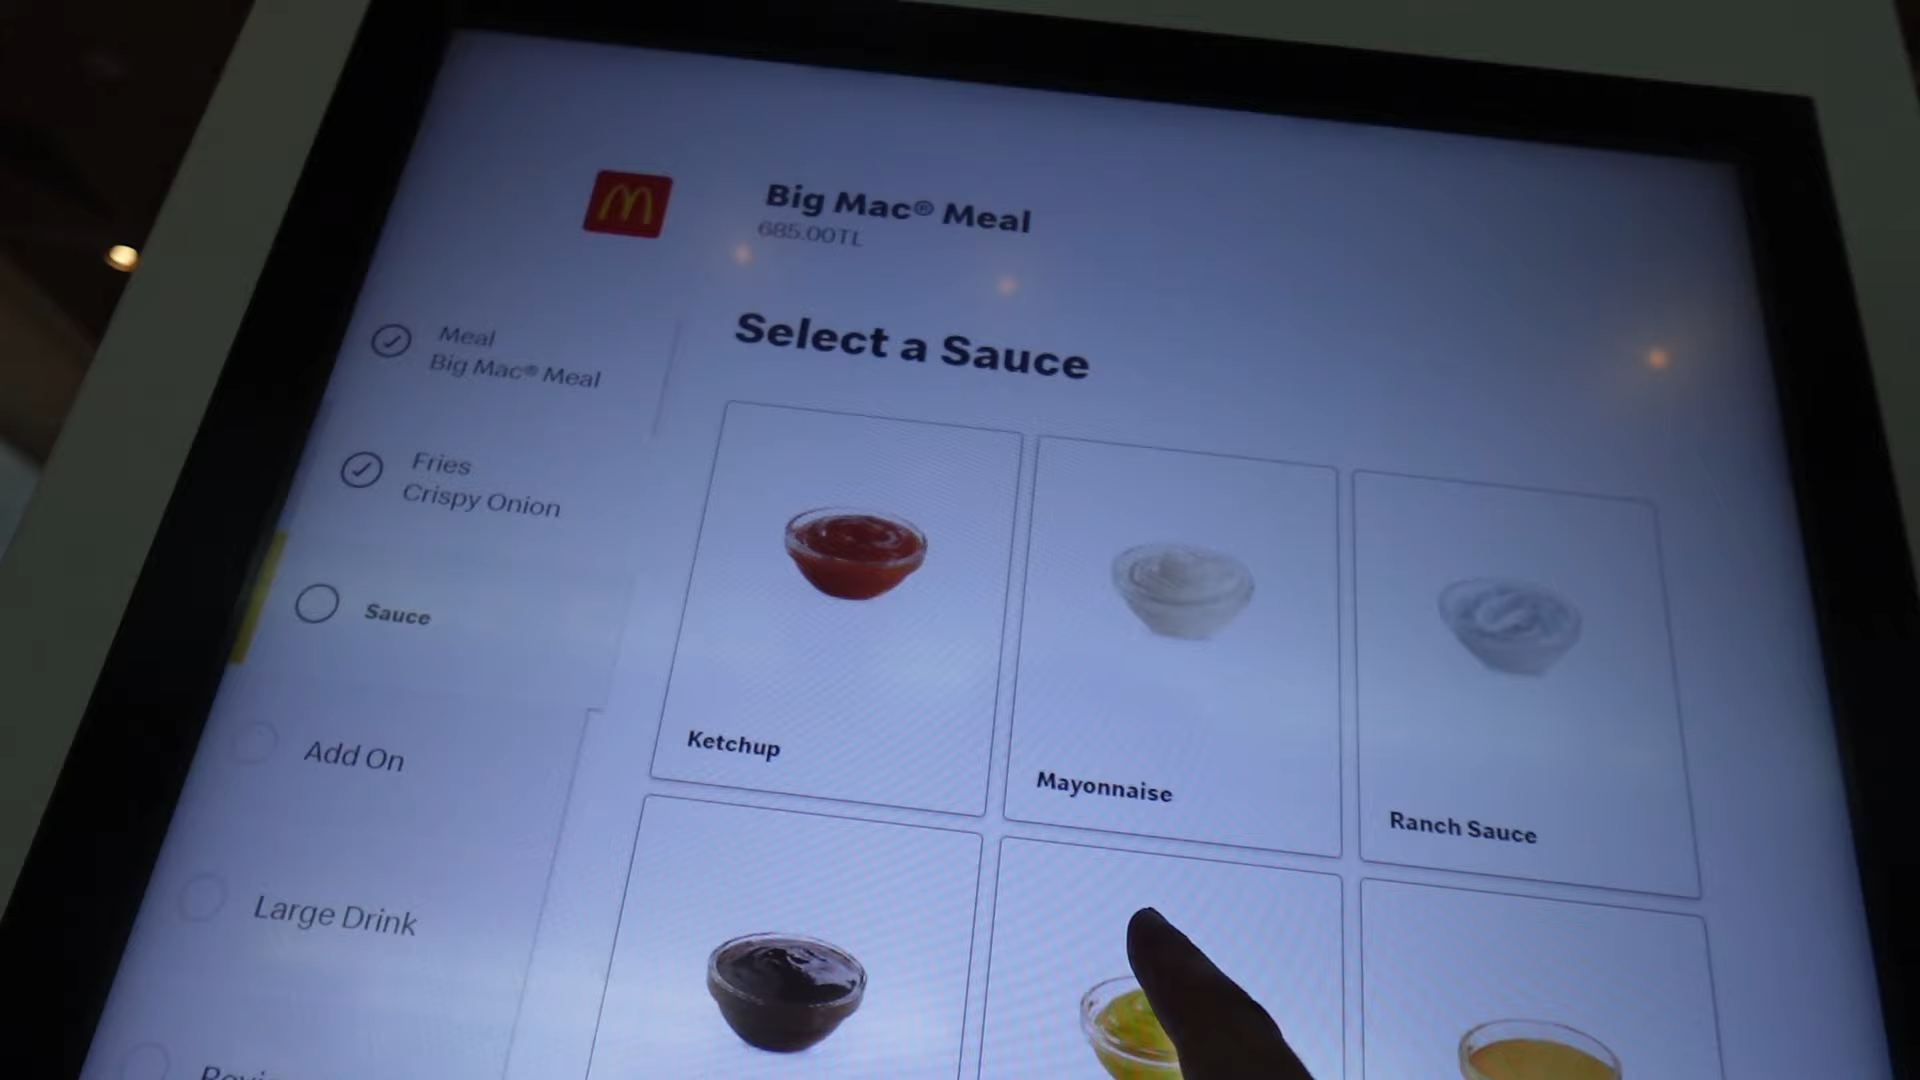 Big Mac® Meal
685.00TL
Select a Sauce
Meal
Big Mac® Meal
Fries
Crispy Onion
Sauce
Add On
Large Drink
Ketchup
Mayonnaise
Ranch Sauce